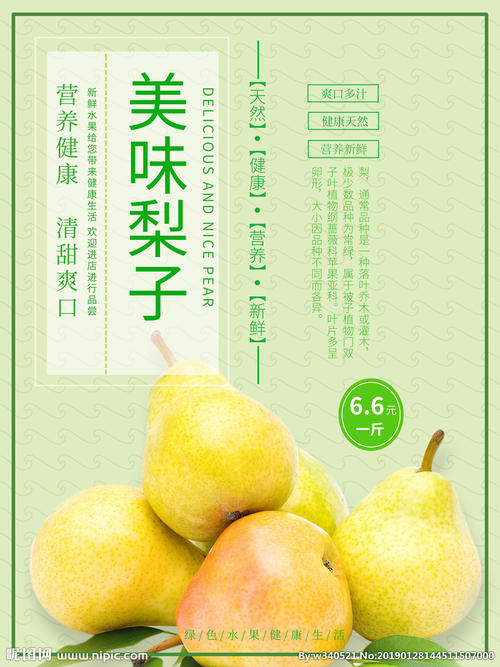 营养健康 清甜爽口
新鲜水果给您带来健康生活 欢迎进店进行品尝
美味梨子
DELICIOUS AND NICE PEAR
【天然】·【健康】·【营养】·【新鲜】
爽口多汁
健康天然
营养新鲜
梨，通常品种是一种落叶乔木或灌木，
极少数品种为常绿，属于被子植物门双
子叶植物纲蔷薇科苹果亚科。叶片多呈
卵形，大小因品种不同而各异。
6.6元
一斤
绿色水果健康生活
昵图网
www.nipic.com
By:w340521 No:20190128144511507000